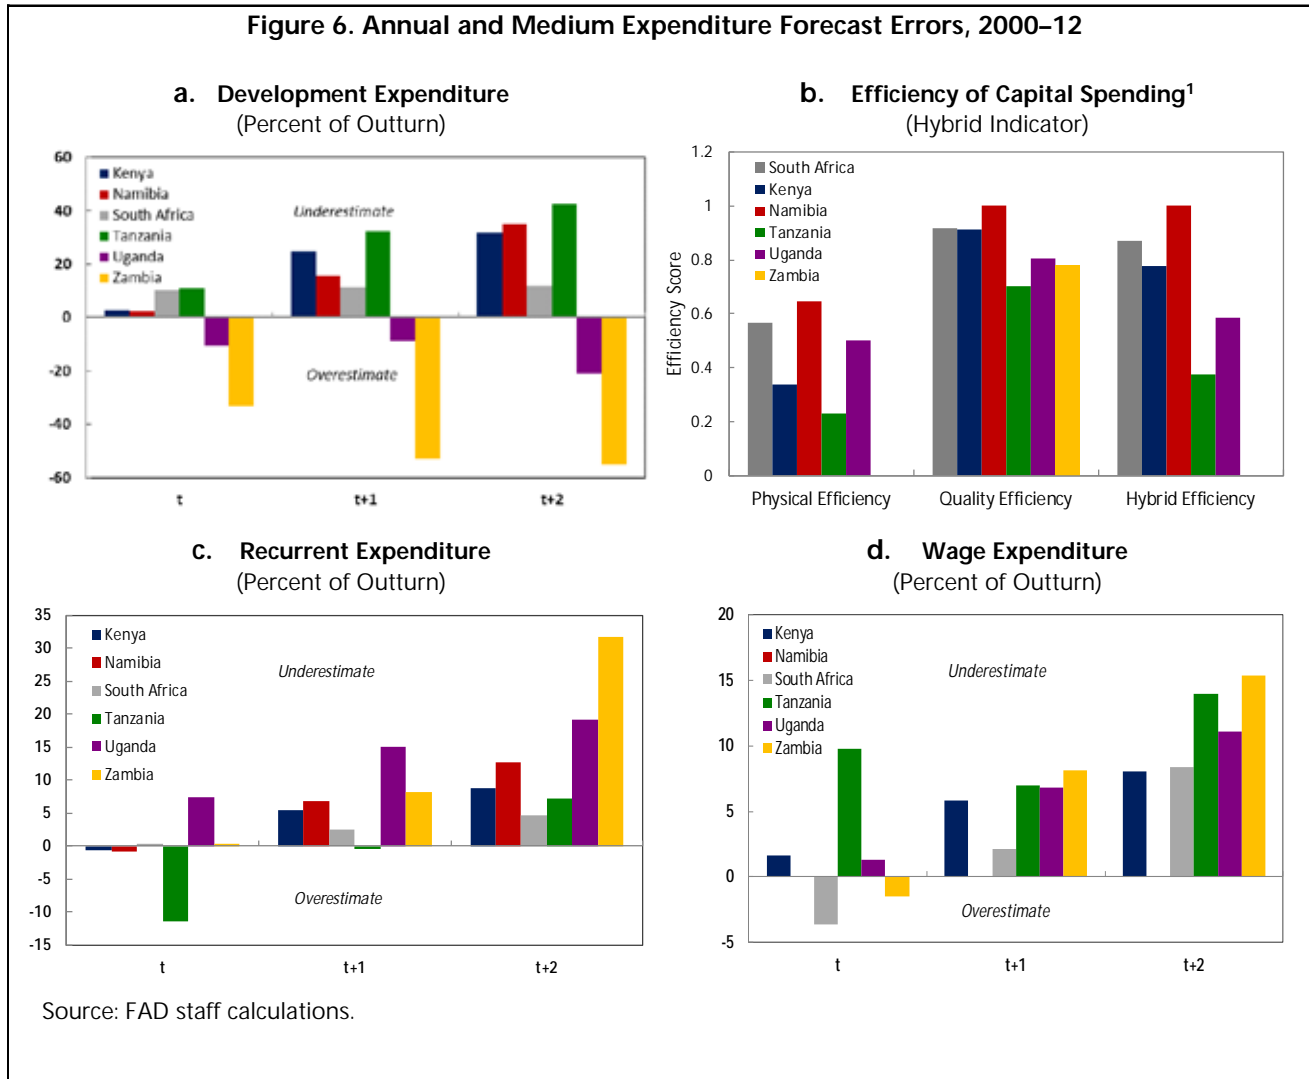 Figure 6. Annual and Medium Expenditure Forecast Errors, 2000–12
a. Development Expenditure
(Percent of Outturn)
60
40
20
0
-20
-40
-60
Kenya
Namibia
South Africa
Tanzania
Uganda
Zambia
Underestimate
Overestimate
t
t+1
t+2
b. Efficiency of Capital Spending1
(Hybrid Indicator)
Efficiency Score
1.2
1
0.8
0.6
0.4
0.2
0
South Africa
Kenya
Namibia
Tanzania
Uganda
Zambia
Physical Efficiency
Quality Efficiency
Hybrid Efficiency
c. Recurrent Expenditure
(Percent of Outturn)
35
30
25
20
15
10
5
0
-5
-10
-15
Kenya
Namibia
South Africa
Tanzania
Uganda
Zambia
Underestimate
Overestimate
t
t+1
t+2
d. Wage Expenditure
(Percent of Outturn)
20
15
10
5
0
-5
Kenya
Namibia
South Africa
Tanzania
Uganda
Zambia
Underestimate
Overestimate
t
t+1
t+2
Source: FAD staff calculations.